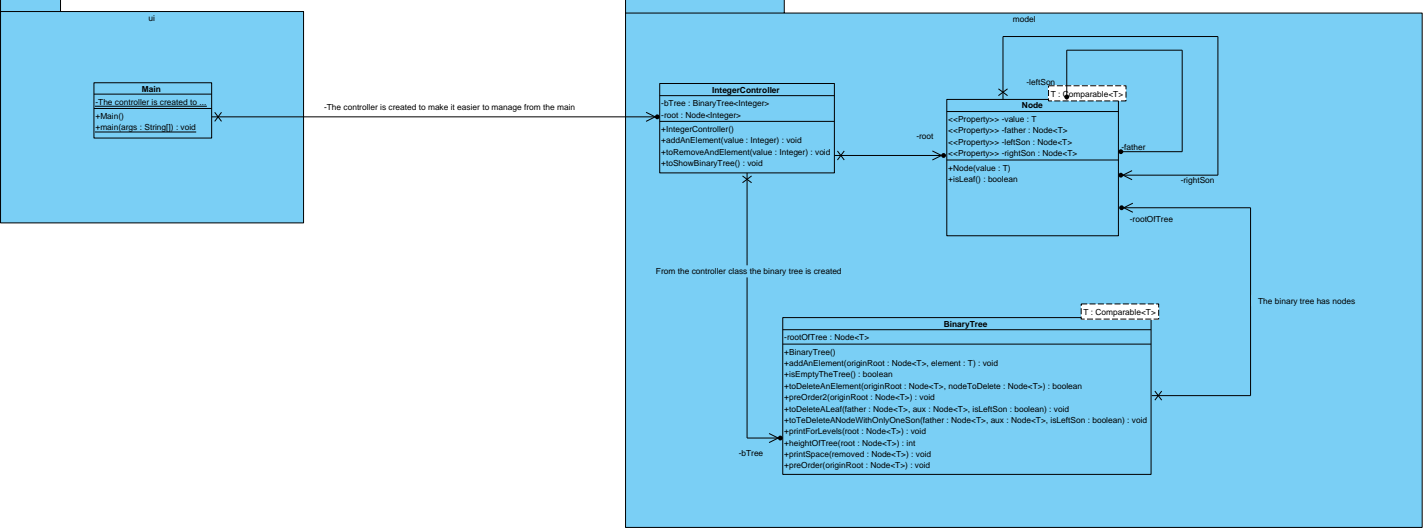 ui
Main
-The controller is created to ...
+Main()
+main(args : String[]) : void
-The controller is created to make it easier to manage from the main
model
IntegerController
-bTree : BinaryTree<Integer>
-root : Node<Integer>
+IntegerController()
+addAnElement(value : Integer) : void
+toRemoveAndElement(value : Integer) : void
+toShowBinaryTree() : void
-root
-leftSon
T : Comparable<T>
Node
<<Property>> -value : T
<<Property>> -father : Node<T>
<<Property>> -leftSon : Node<T>
<<Property>> -rightSon : Node<T>
+Node(value : T)
+isLeaf() : boolean
-father
-rightSon
-rootOfTree
From the controller class the binary tree is created
The binary tree has nodes
T : Comparable<T>
BinaryTree
-rootOfTree : Node<T>
+BinaryTree()
+addAnElement(originRoot : Node<T>, element : T) : void
+isEmptyTheTree() : boolean
+toDeleteAnElement(originRoot : Node<T>, nodeToDelete : Node<T>) : boolean
+preOrder2(originRoot : Node<T>) : void
+toDeleteALeaf(father : Node<T>, aux : Node<T>, isLeftSon : boolean) : void
+toTeDeleteANodeWithOnlyOneSon(father : Node<T>, aux : Node<T>, isLeftSon : boolean) : void
+printForLevels(root : Node<T>) : void
+heightOfTree(root : Node<T>) : int
+printSpace(removed : Node<T>) : void
+preOrder(originRoot : Node<T>) : void
-bTree